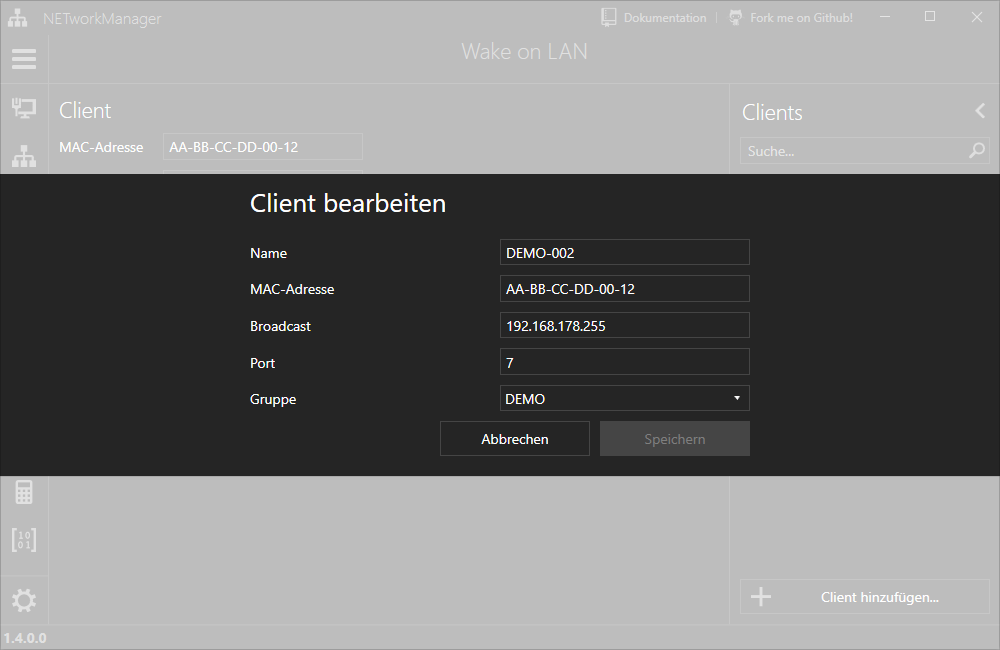 NETworkManager
Dokumentation
Fork me on Github!
Wake on LAN
Client
MAC-Adresse AA-BB-CC-DD-00-12
Clients
Suche...
Client bearbeiten
Name DEMO-002
MAC-Adresse AA-BB-CC-DD-00-12
Broadcast 192.168.178.255
Port 7
Gruppe DEMO
Abbrechen Speichern
10
01
Client hinzufügen...
1.4.0.0